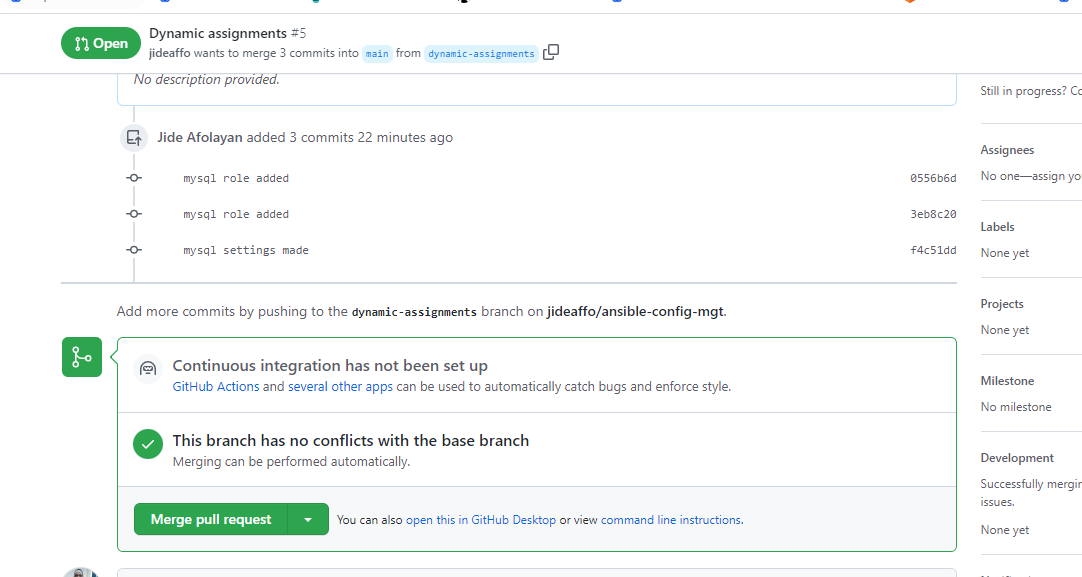 Open
Dynamic assignments #5
jideaffo wants to merge 3 commits into main from dynamic-assignments
No description provided.
Jide Afolayan added 3 commits 22 minutes ago
mysql role added 0556b6d
mysql role added 3eb8c20
mysql settings made f4c51dd
Add more commits by pushing to the dynamic-assignments branch on jideaffo/ansible-config-mgt.
Continuous integration has not been set up
GitHub Actions and several other apps can be used to automatically catch bugs and enforce style.
This branch has no conflicts with the base branch
Merging can be performed automatically.
Merge pull request
You can also open this in GitHub Desktop or view command line instructions.
Still in progress? Co
Assignees
No one—assign yo
Labels
None yet
Projects
None yet
Milestone
No milestone
Development
Successfully mergin
issues.
None yet